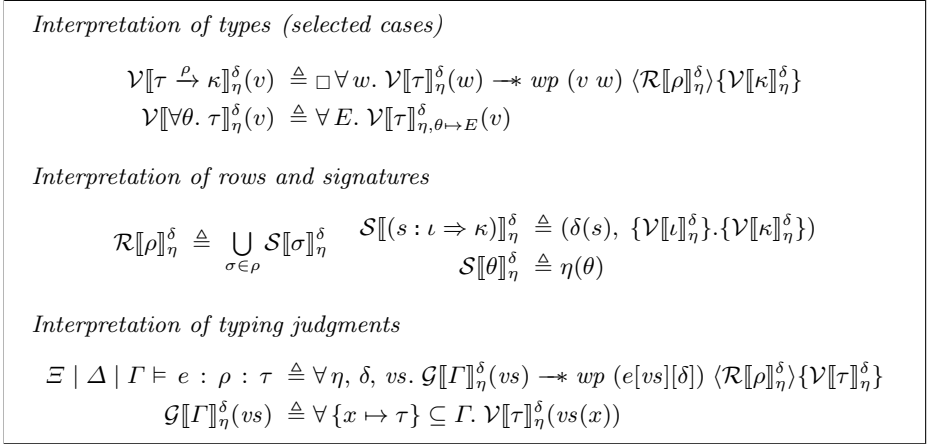 Interpretation of types (selected cases)
𝒱⟦τ →^ρ κ⟧^δ_η(v) ≜ □ ∀ w. 𝒱⟦τ⟧^δ_η(w) −∗ wp (v w) ⟨ℛ⟦ρ⟧^δ_η⟩{𝒱⟦κ⟧^δ_η}
𝒱⟦∀θ. τ⟧^δ_η(v) ≜ ∀ E. 𝒱⟦τ⟧^δ_{η,θ↦E}(v)
Interpretation of rows and signatures
ℛ⟦ρ⟧^δ_η ≜ ⋃_{σ∈ρ} 𝒮⟦σ⟧^δ_η 𝒮⟦(s : ι ⇒ κ)⟧^δ_η ≜ (δ(s), {𝒱⟦ι⟧^δ_η}.{𝒱⟦κ⟧^δ_η})
𝒮⟦θ⟧^δ_η ≜ η(θ)
Interpretation of typing judgments
Ξ | Δ | Γ ⊨ e : ρ : τ ≜ ∀ η, δ, vs. 𝒢⟦Γ⟧^δ_η(vs) −∗ wp (e[vs][δ]) ⟨ℛ⟦ρ⟧^δ_η⟩{𝒱⟦τ⟧^δ_η}
𝒢⟦Γ⟧^δ_η(vs) ≜ ∀ {x ↦ τ} ⊆ Γ. 𝒱⟦τ⟧^δ_η(vs(x))